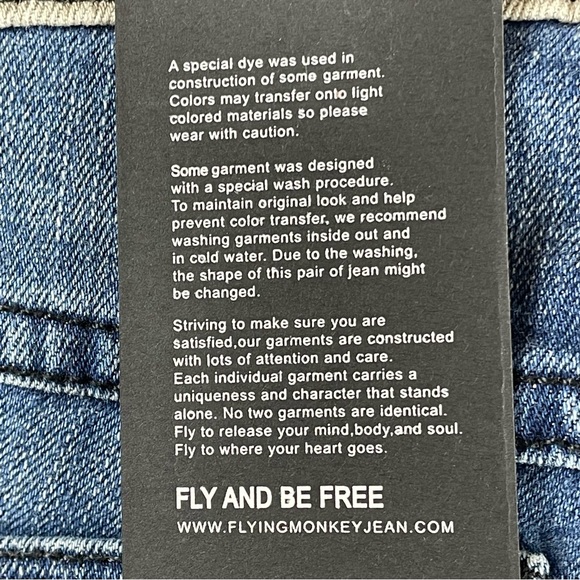 A special dye was used in
construction of some garment.
Colors may transfer onto light
colored materials so please
wear with caution.
Some garment was designed
with a special wash procedure.
To maintain original look and help
prevent color transfer, we recommend
washing garments inside out and
in cold water. Due to the washing,
the shape of this pair of jean might
be changed.
Striving to make sure you are
satisfied,our garments are constructed
with lots of attention and care.
Each individual garment carries a
uniqueness and character that stands
alone. No two garments are identical.
Fly to release your mind,body,and soul.
Fly to where your heart goes.
FLY AND BE FREE
WWW.FLYINGMONKEYJEAN.COM